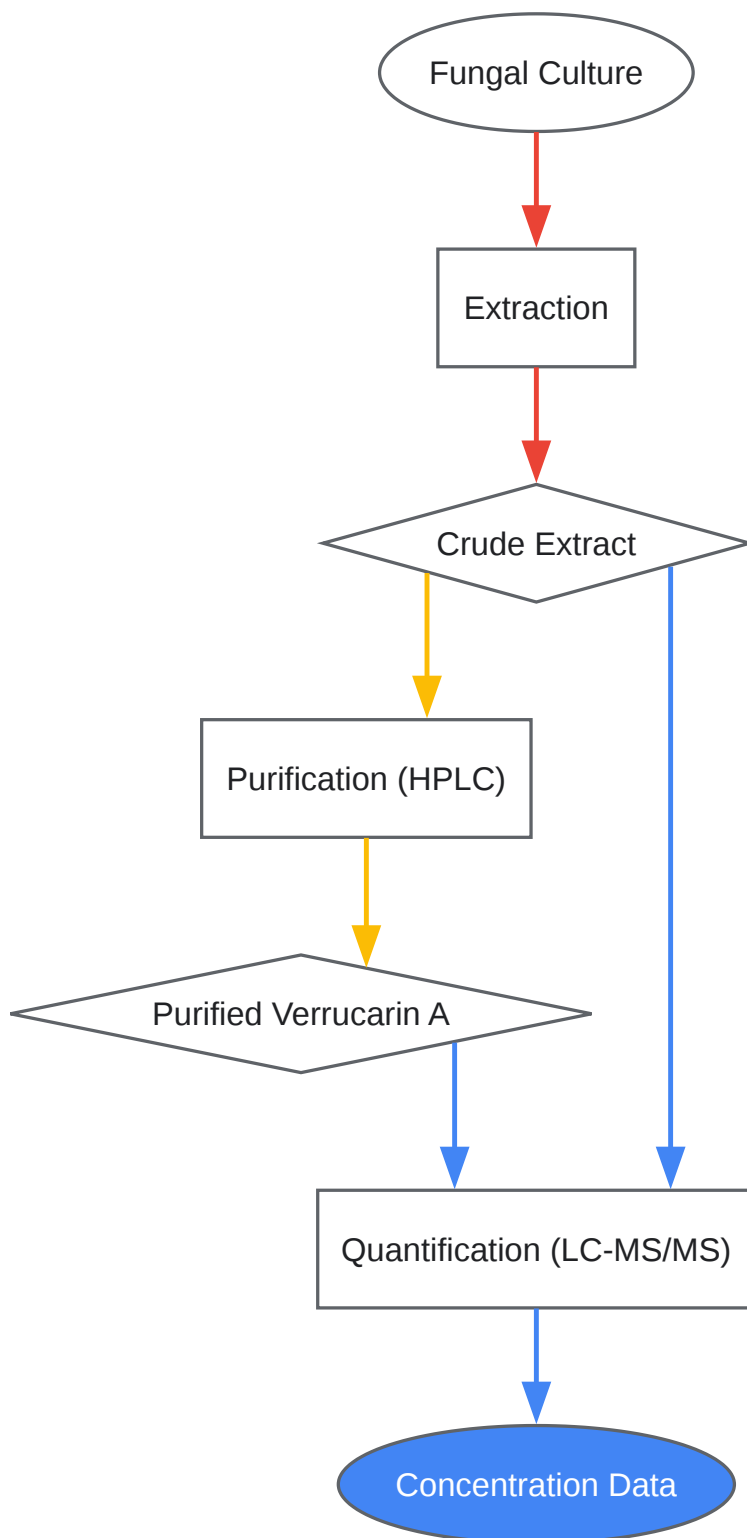 Fungal Culture
Extraction
Crude Extract
Purification (HPLC)
Purified Verrucarin A
Quantification (LC-MS/MS)
Concentration Data